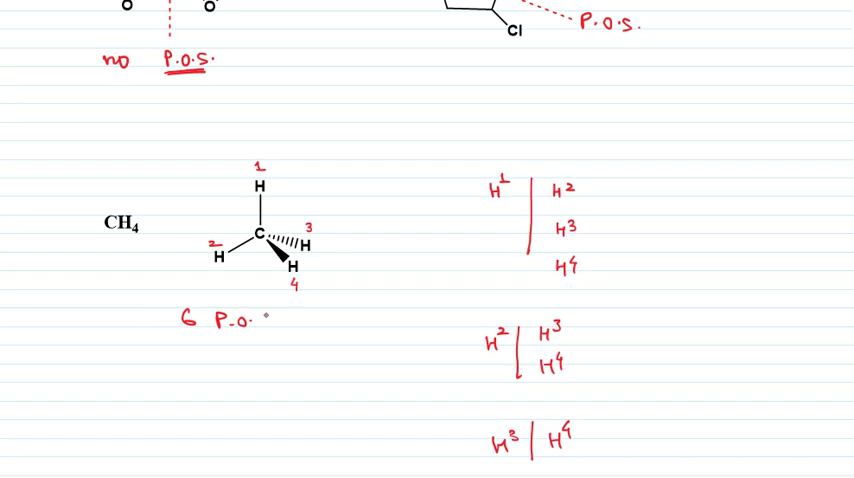 O O
Cl
P.O.S.
no P.O.S.
1
H
CH4
C
2
H
3
H
H
4
6 P.O.
H1 H2
H3
H4
H2 H3
H4
H3 H4